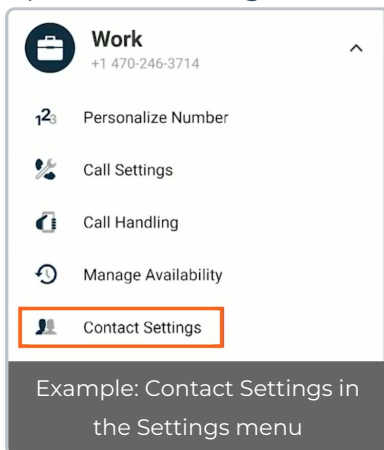 Work
+1 470-246-3714
123
Personalize Number
Call Settings
Call Handling
Manage Availability
Contact Settings
Example: Contact Settings in
the Settings menu